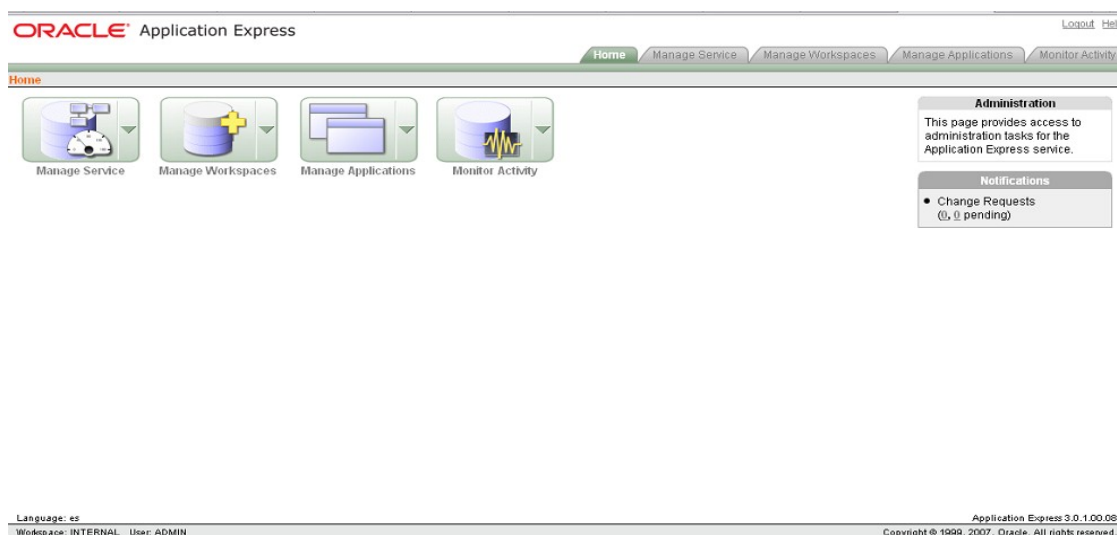 Logout Hel
ORACLE Application Express
Home Manage Service Manage Workspaces Manage Applications Monitor Activity
Home
Manage Service Manage Workspaces Manage Applications Monitor Activity
Administration
This page provides access to
administration tasks for the
Application Express service.
Notifications
Change Requests
(0, 0 pending)
Language: es
Application Express 3.0.1.00.08
Workspace: INTERNAL User: ADMIN
Copyright © 1999, 2007, Oracle. All rights reserved.